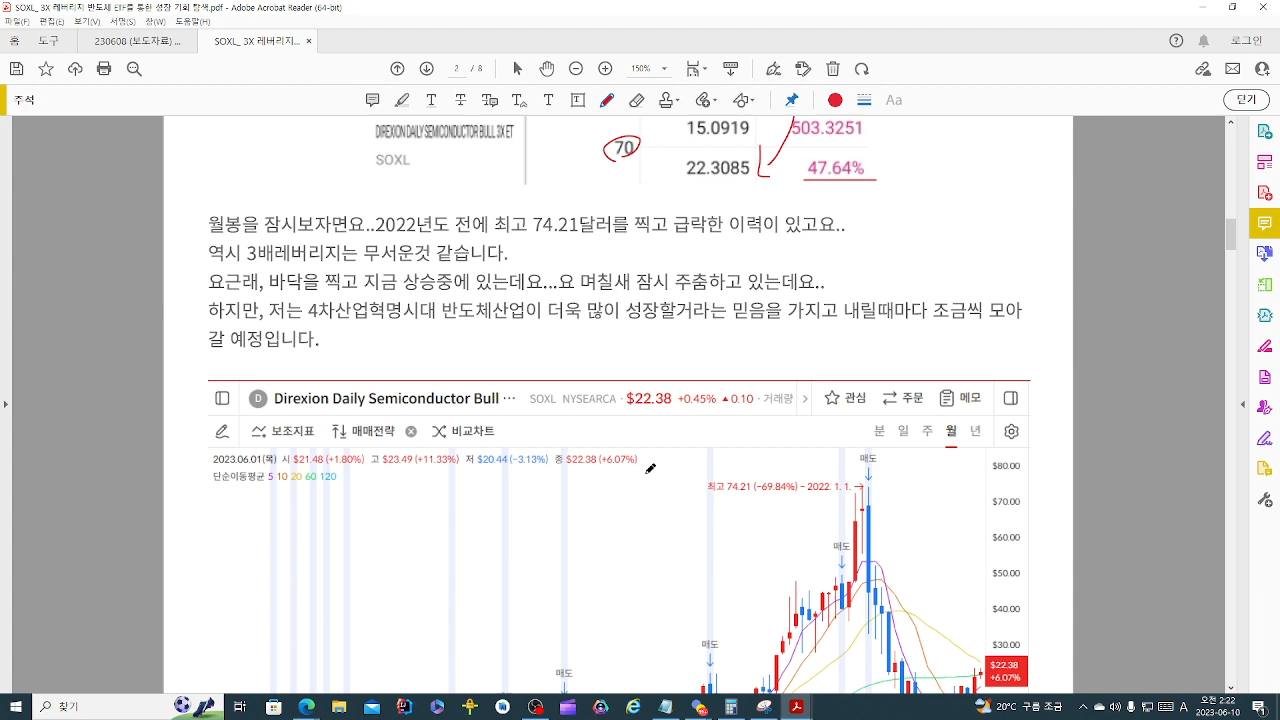 SOXL_ 3X 레버리지 반도체 ETF를 통한 성장 기회 탐색.pdf - Adobe Acrobat Reader (64-bit)
파일(F) 편집(E) 보기(V) 서명(S) 창(W) 도움말(H)
홈 도구 230608 (보도자료)... SOXL_ 3X 레버리지... × 로그인
2 / 8 150%
주석 Aa 닫기
DIREXION DAILY SEMICONDUCTOR BULL 3X ET 15.0919 503.3251
SOXL 70 22.3085 47.64%
월봉을 잠시보자면요..2022년도 전에 최고 74.21달러를 찍고 급락한 이력이 있고요..
역시 3배레버리지는 무서운것 같습니다.
요근래, 바닥을 찍고 지금 상승중에 있는데요...요 며칠새 잠시 주춤하고 있는데요..
하지만, 저는 4차산업혁명시대 반도체산업이 더욱 많이 성장할거라는 믿음을 가지고 내릴때마다 조금씩 모아
갈 예정입니다.
D Direxion Daily Semiconductor Bull ··· SOXL NYSEARCA · $22.38 +0.45% ▲0.10 · 거래량 > 관심 주문 메모
보조지표 매매전략 비교차트 분 일 주 월 년
2023.06.01(목) 시 $21.48 (+1.80%) 고 $23.49 (+11.33%) 저 $20.44 (-3.13%) 종 $22.38 (+6.07%)
단순이동평균 5 10 20 60 120
매도
최고 74.21 (-69.84%) - 2022. 1. 1. →
매도
매도
매도
$80.00
$70.00
$60.00
$50.00
$40.00
$30.00
$22.38
+6.07%
찾기
20°C 부분적으로 흐림 A 오전 2:22
2023-06-10